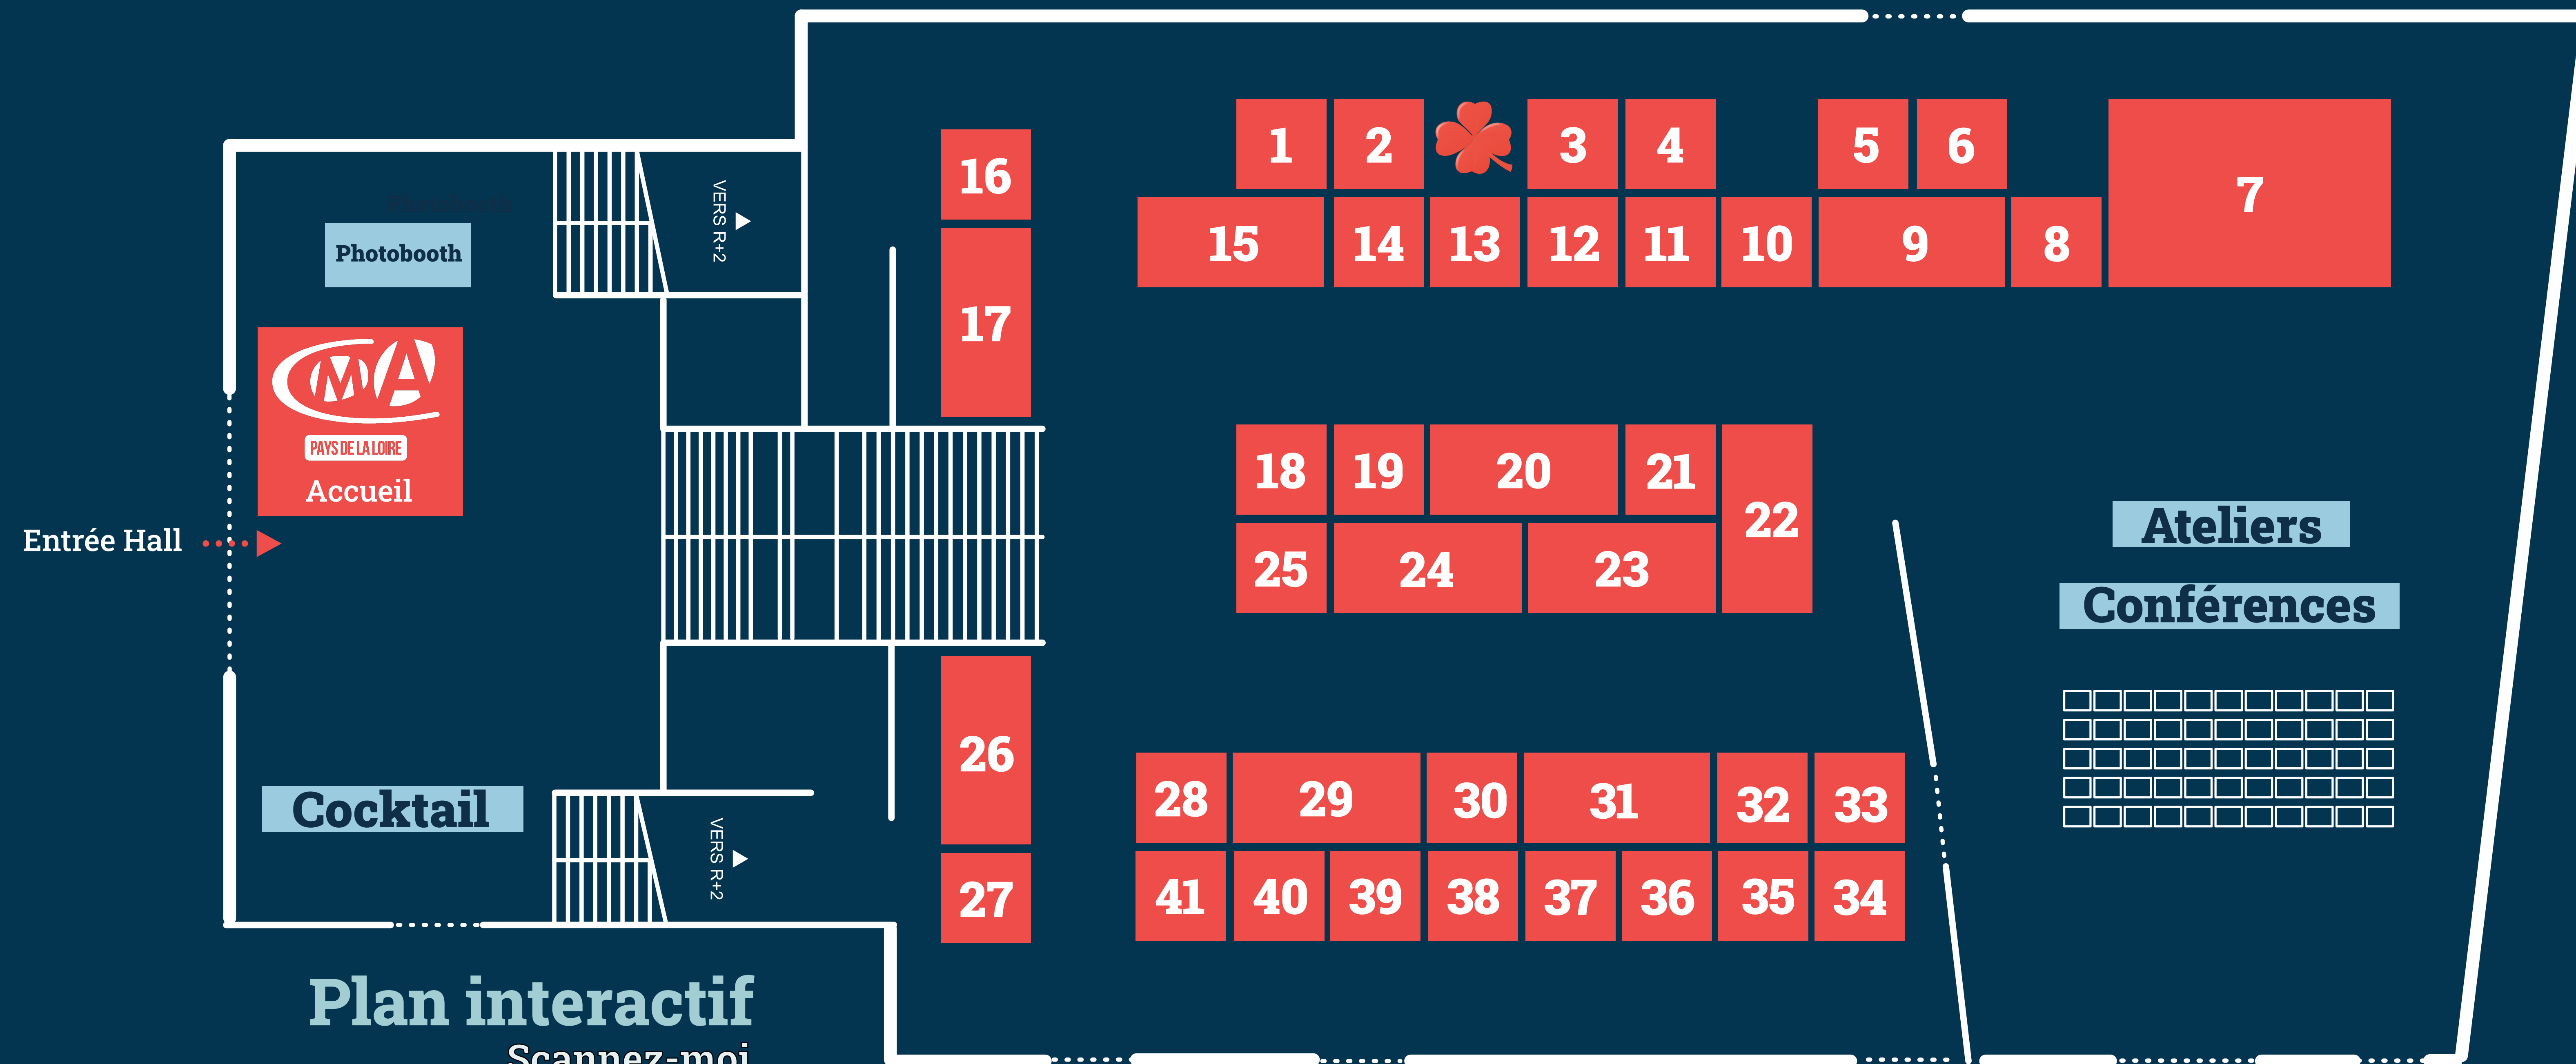 1 2 3 4 5 6
7
15 14 13 12 11 10 9 8
16
17
VERS R+2
Photobooth
CMA
PAYS DE LA LOIRE
Accueil
Entrée Hall
18 19 20 21
22
25 24 23
Ateliers
Conférences
26
27
28 29 30 31 32 33
41 40 39 38 37 36 35 34
Cocktail
VERS R+2
Plan interactif
Scannez-moi